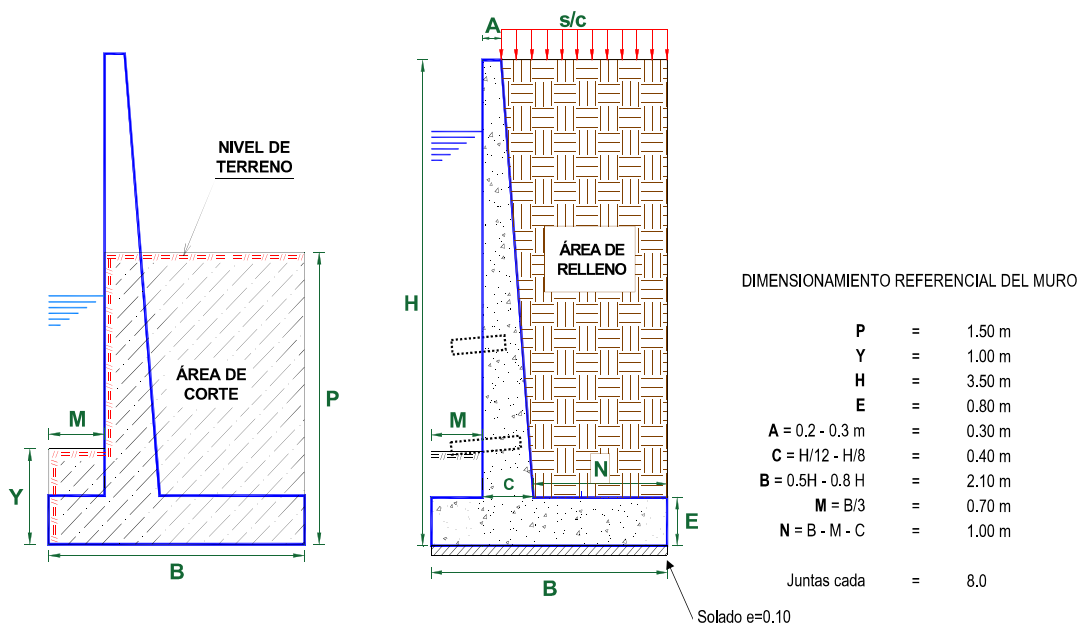 NIVEL DE
TERRENO
ÁREA DE
CORTE
M
Y
P
B
A
s/c
H
ÁREA DE
RELLENO
M
N
C
E
B
Solado e=0.10
DIMENSIONAMIENTO REFERENCIAL DEL MURO
P = 1.50 m
Y = 1.00 m
H = 3.50 m
E = 0.80 m
A = 0.2 - 0.3 m = 0.30 m
C = H/12 - H/8 = 0.40 m
B = 0.5H - 0.8 H = 2.10 m
M = B/3 = 0.70 m
N = B - M - C = 1.00 m
Juntas cada = 8.0